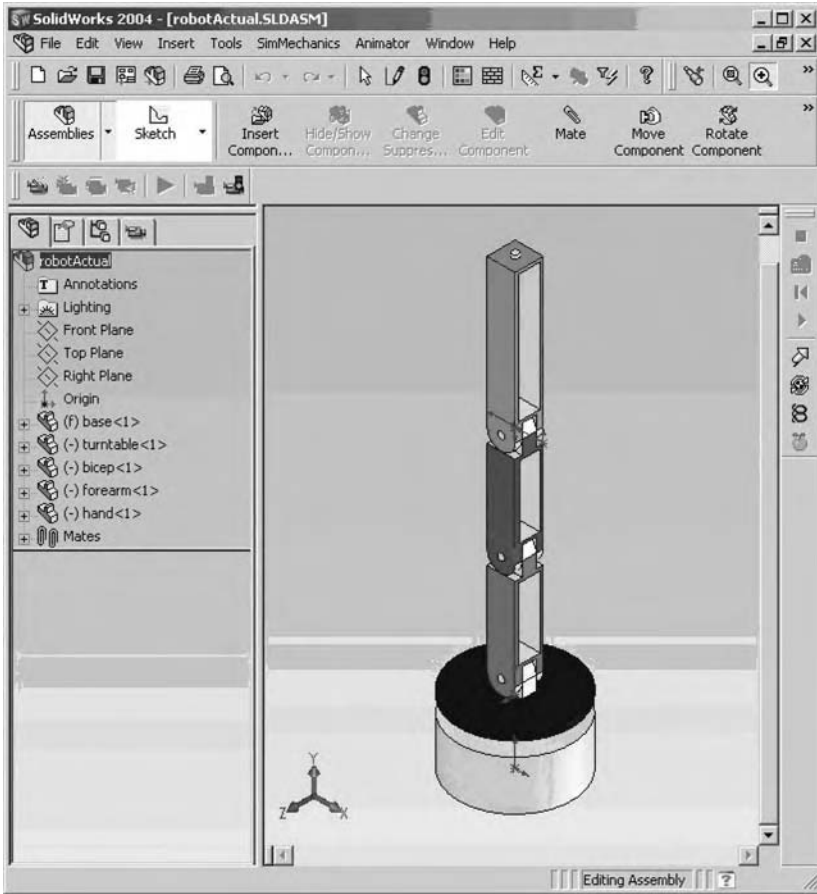 SolidWorks 2004 - [robotActual.SLDASM]
File Edit View Insert Tools SimMechanics Animator Window Help
Assemblies Sketch Insert Compon... Hide/Show Compon... Change Suppres... Edit Component Mate Move Component Rotate Component
robotActual
Annotations
Lighting
Front Plane
Top Plane
Right Plane
Origin
(f) base<1>
(-) turntable<1>
(-) bicep<1>
(-) forearm<1>
(-) hand<1>
Mates
Y
Z X
Editing Assembly